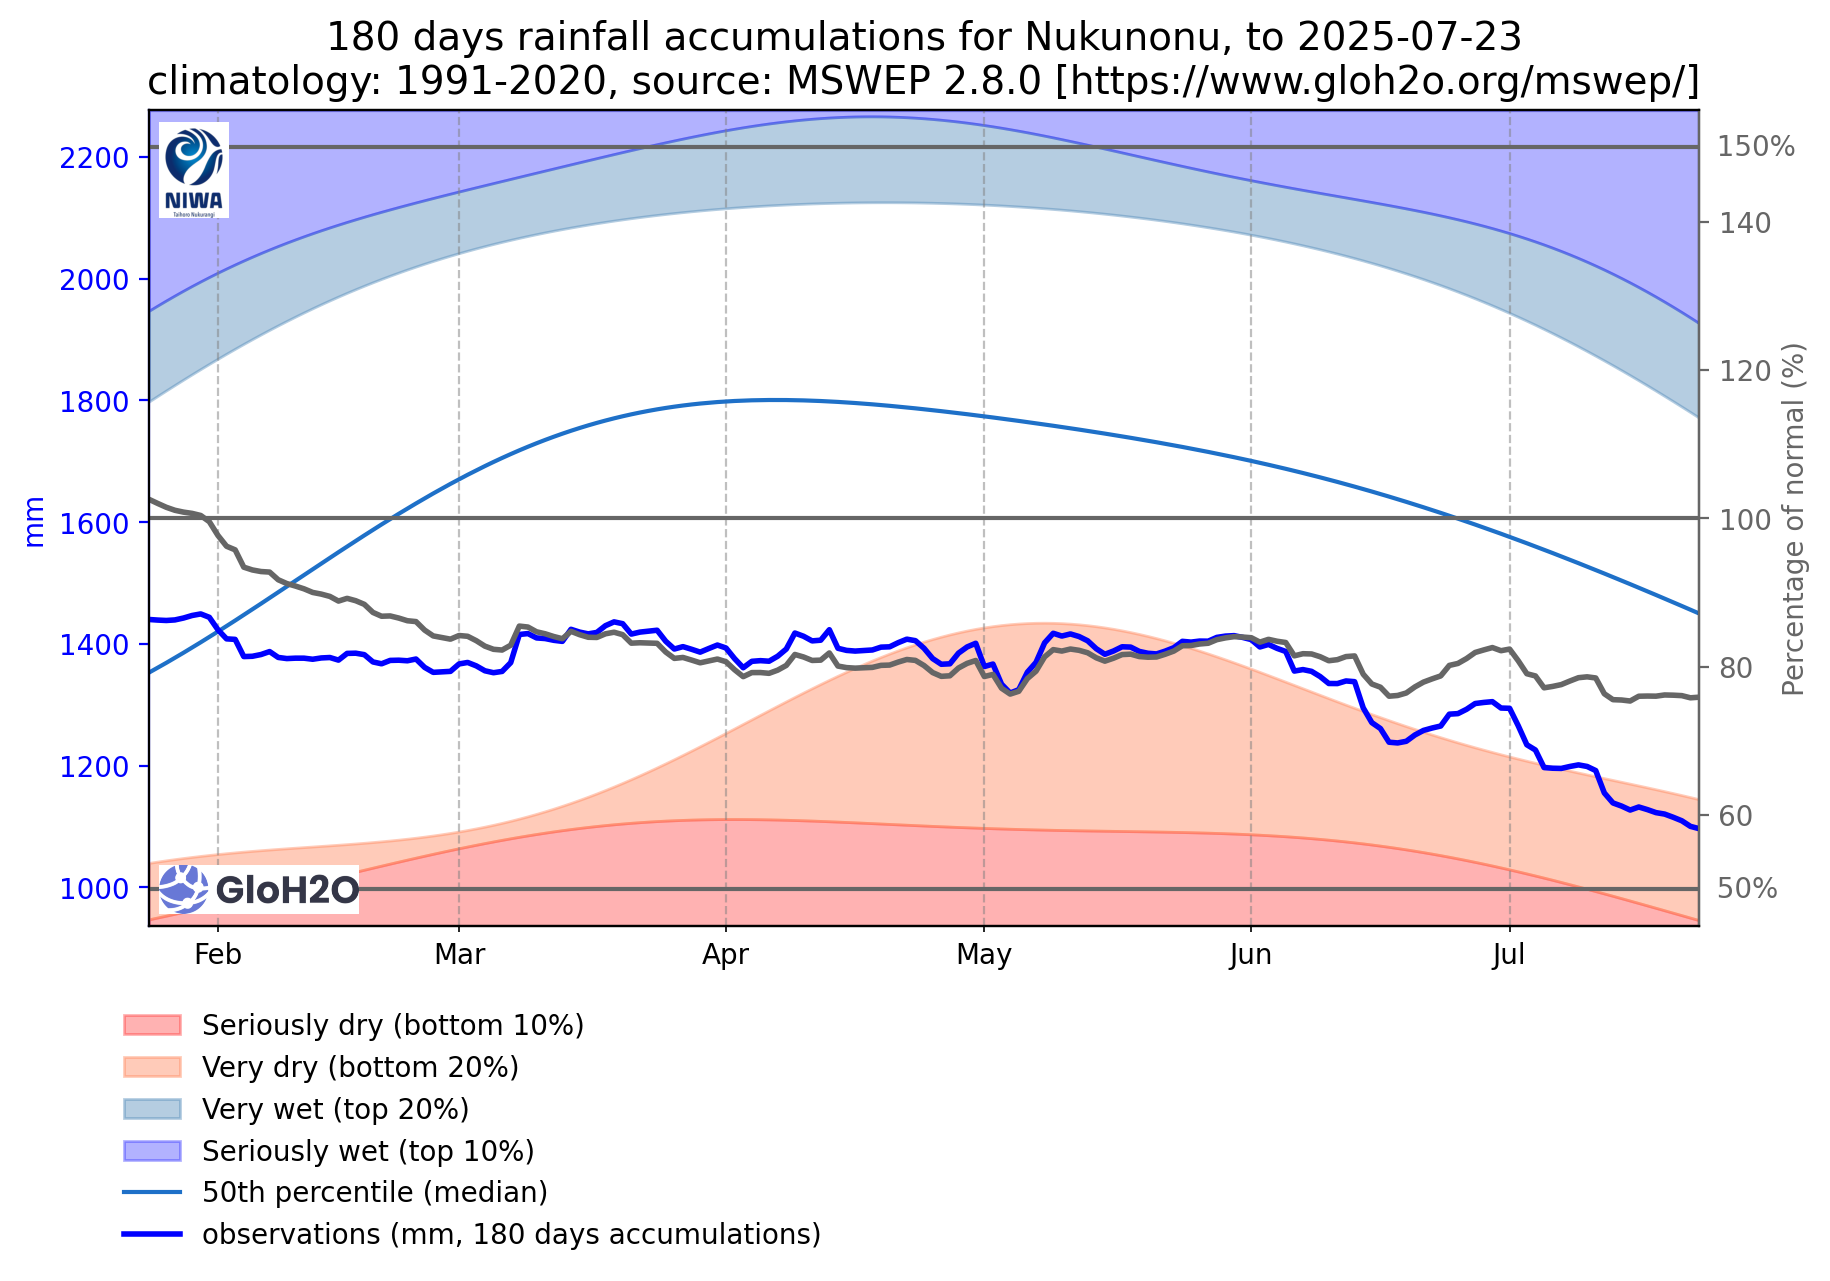 180 days rainfall accumulations for Nukunonu, to 2025-07-23
climatology: 1991-2020, source: MSWEP 2.8.0 [https://www.gloh2o.org/mswep/]
NIWA
Taihoro Nukurangi
2200
2000
1800
1600
1400
1200
1000
mm
150%
140
120
100
80
60
50%
Percentage of normal (%)
GloH2O
Feb Mar Apr May Jun Jul
Seriously dry (bottom 10%)
Very dry (bottom 20%)
Very wet (top 20%)
Seriously wet (top 10%)
50th percentile (median)
observations (mm, 180 days accumulations)